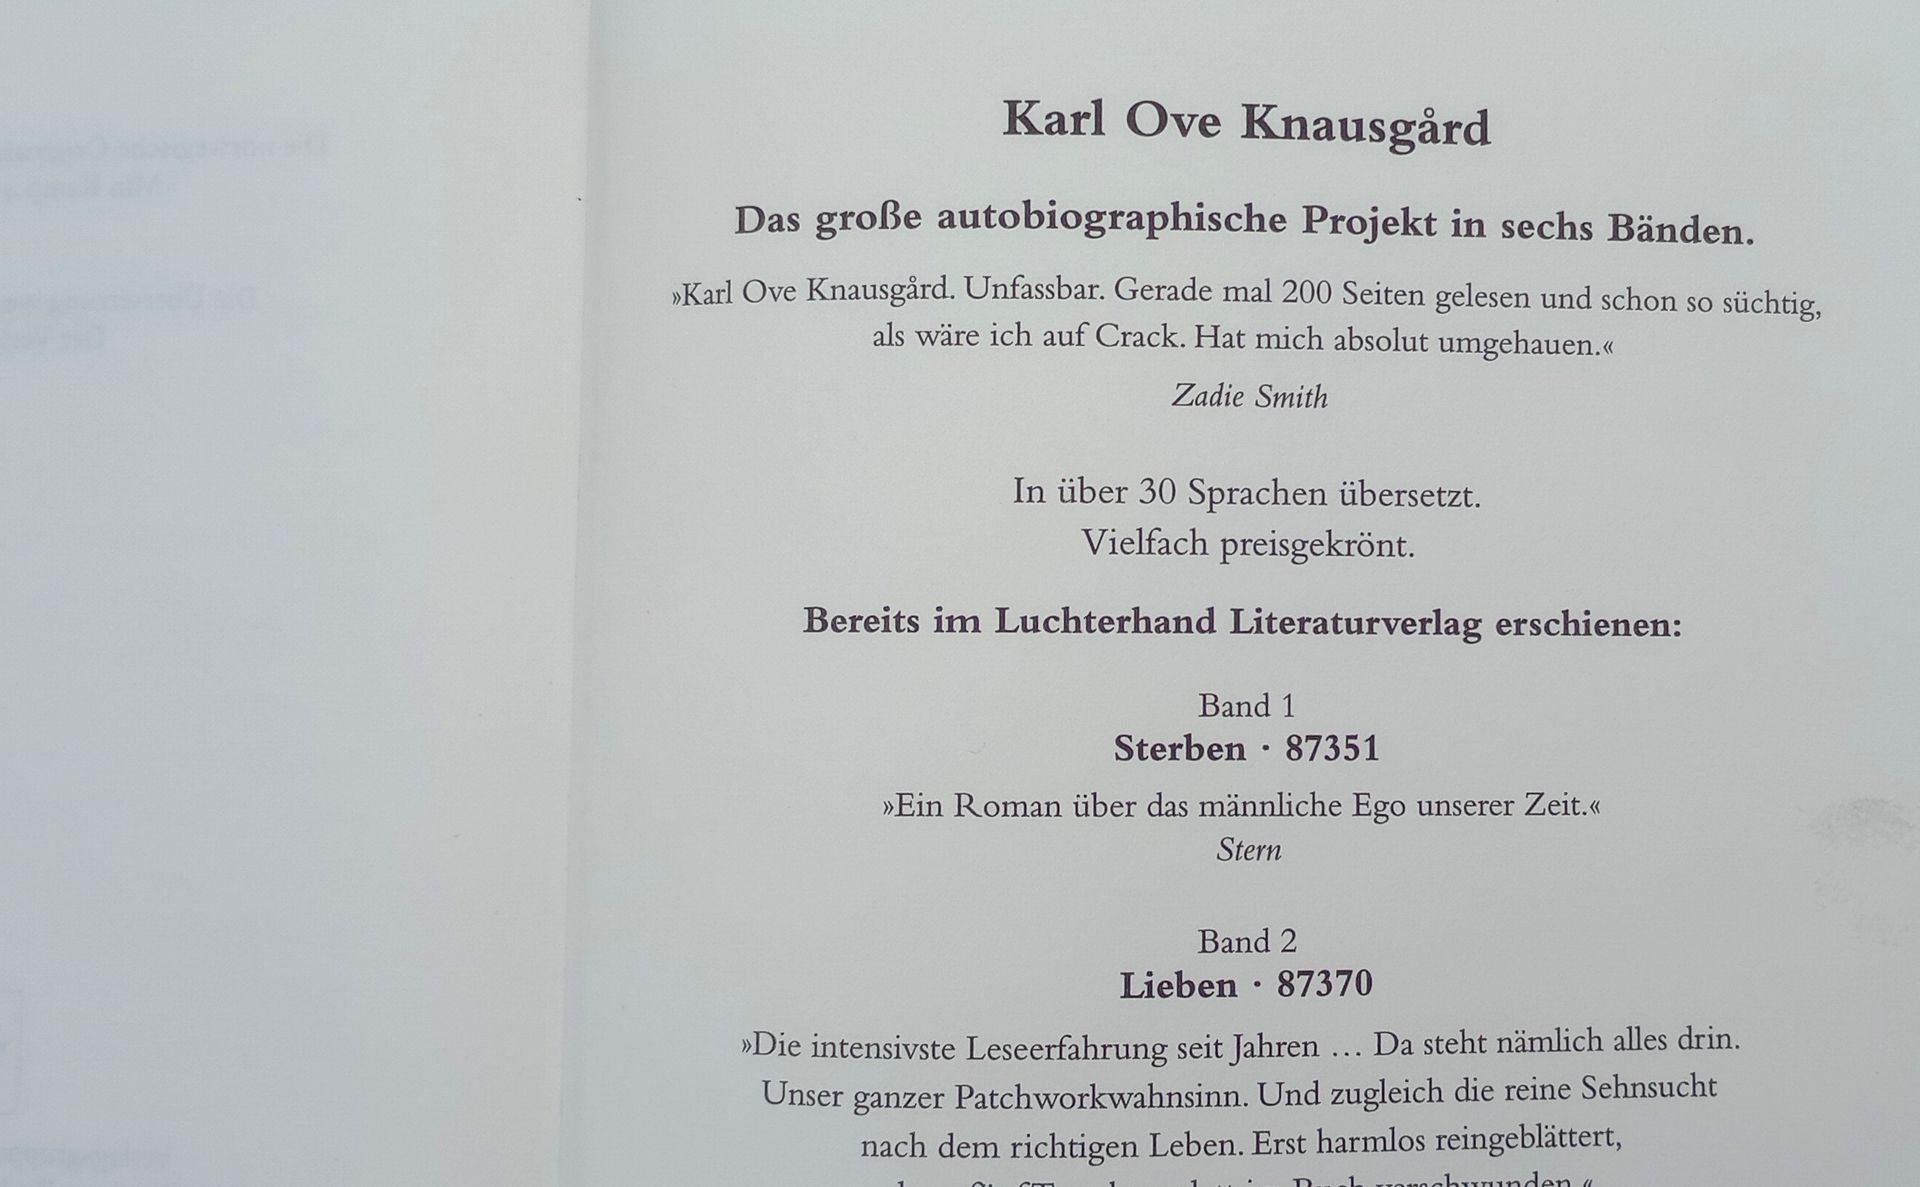 Karl Ove Knausgård
Das große autobiographische Projekt in sechs Bänden.
»Karl Ove Knausgård. Unfassbar. Gerade mal 200 Seiten gelesen und schon so süchtig,
als wäre ich auf Crack. Hat mich absolut umgehauen.«
Zadie Smith
In über 30 Sprachen übersetzt.
Vielfach preisgekrönt.
Bereits im Luchterhand Literaturverlag erschienen:
Band 1
Sterben · 87351
»Ein Roman über das männliche Ego unserer Zeit.«
Stern
Band 2
Lieben · 87370
»Die intensivste Leseerfahrung seit Jahren … Da steht nämlich alles drin.
Unser ganzer Patchworkwahnsinn. Und zugleich die reine Sehnsucht
nach dem richtigen Leben. Erst harmlos reingeblättert,
Buch verschwunden.«